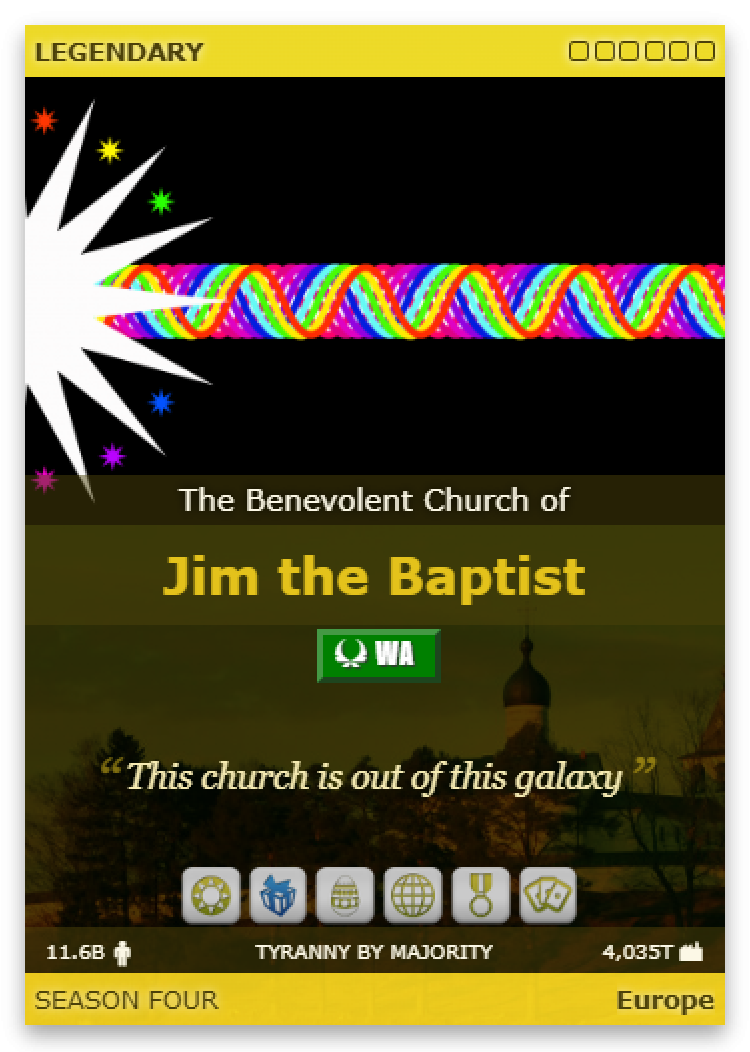 LEGENDARY
The Benevolent Church of
Jim the Baptist
WA
“This church is out of this galaxy ”
11.6B
TYRANNY BY MAJORITY
4,035T
SEASON FOUR
Europe